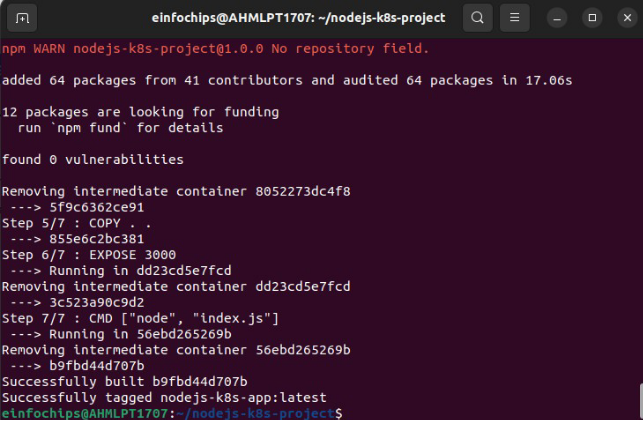 einfochips@AHMLPT1707: ~/nodejs-k8s-project
npm WARN nodejs-k8s-project@1.0.0 No repository field.
added 64 packages from 41 contributors and audited 64 packages in 17.06s
12 packages are looking for funding
  run `npm fund` for details
found 0 vulnerabilities
Removing intermediate container 8052273dc4f8
 ---> 5f9c6362ce91
Step 5/7 : COPY . .
 ---> 855e6c2bc381
Step 6/7 : EXPOSE 3000
 ---> Running in dd23cd5e7fcd
Removing intermediate container dd23cd5e7fcd
 ---> 3c523a90c9d2
Step 7/7 : CMD ["node", "index.js"]
 ---> Running in 56ebd265269b
Removing intermediate container 56ebd265269b
 ---> b9fbd44d707b
Successfully built b9fbd44d707b
Successfully tagged nodejs-k8s-app:latest
einfochips@AHMLPT1707:~/nodejs-k8s-project$